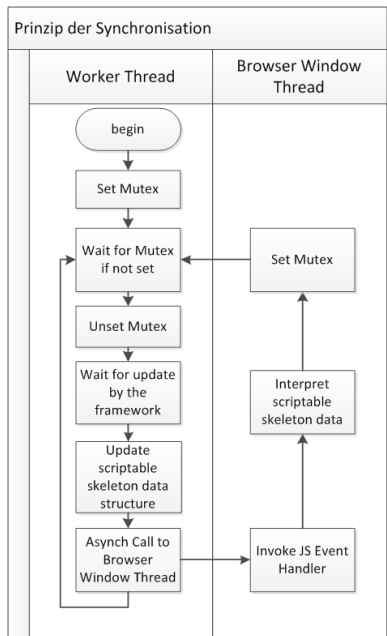 Prinzip der Synchronisation
Worker Thread
Browser Window
Thread
begin
Set Mutex
Wait for Mutex
if not set
Set Mutex
Unset Mutex
Wait for update
by the
framework
Interpret
scriptable
skeleton data
Update
scriptable
skeleton data
structure
Asynch Call to
Browser
Window Thread
Invoke JS Event
Handler